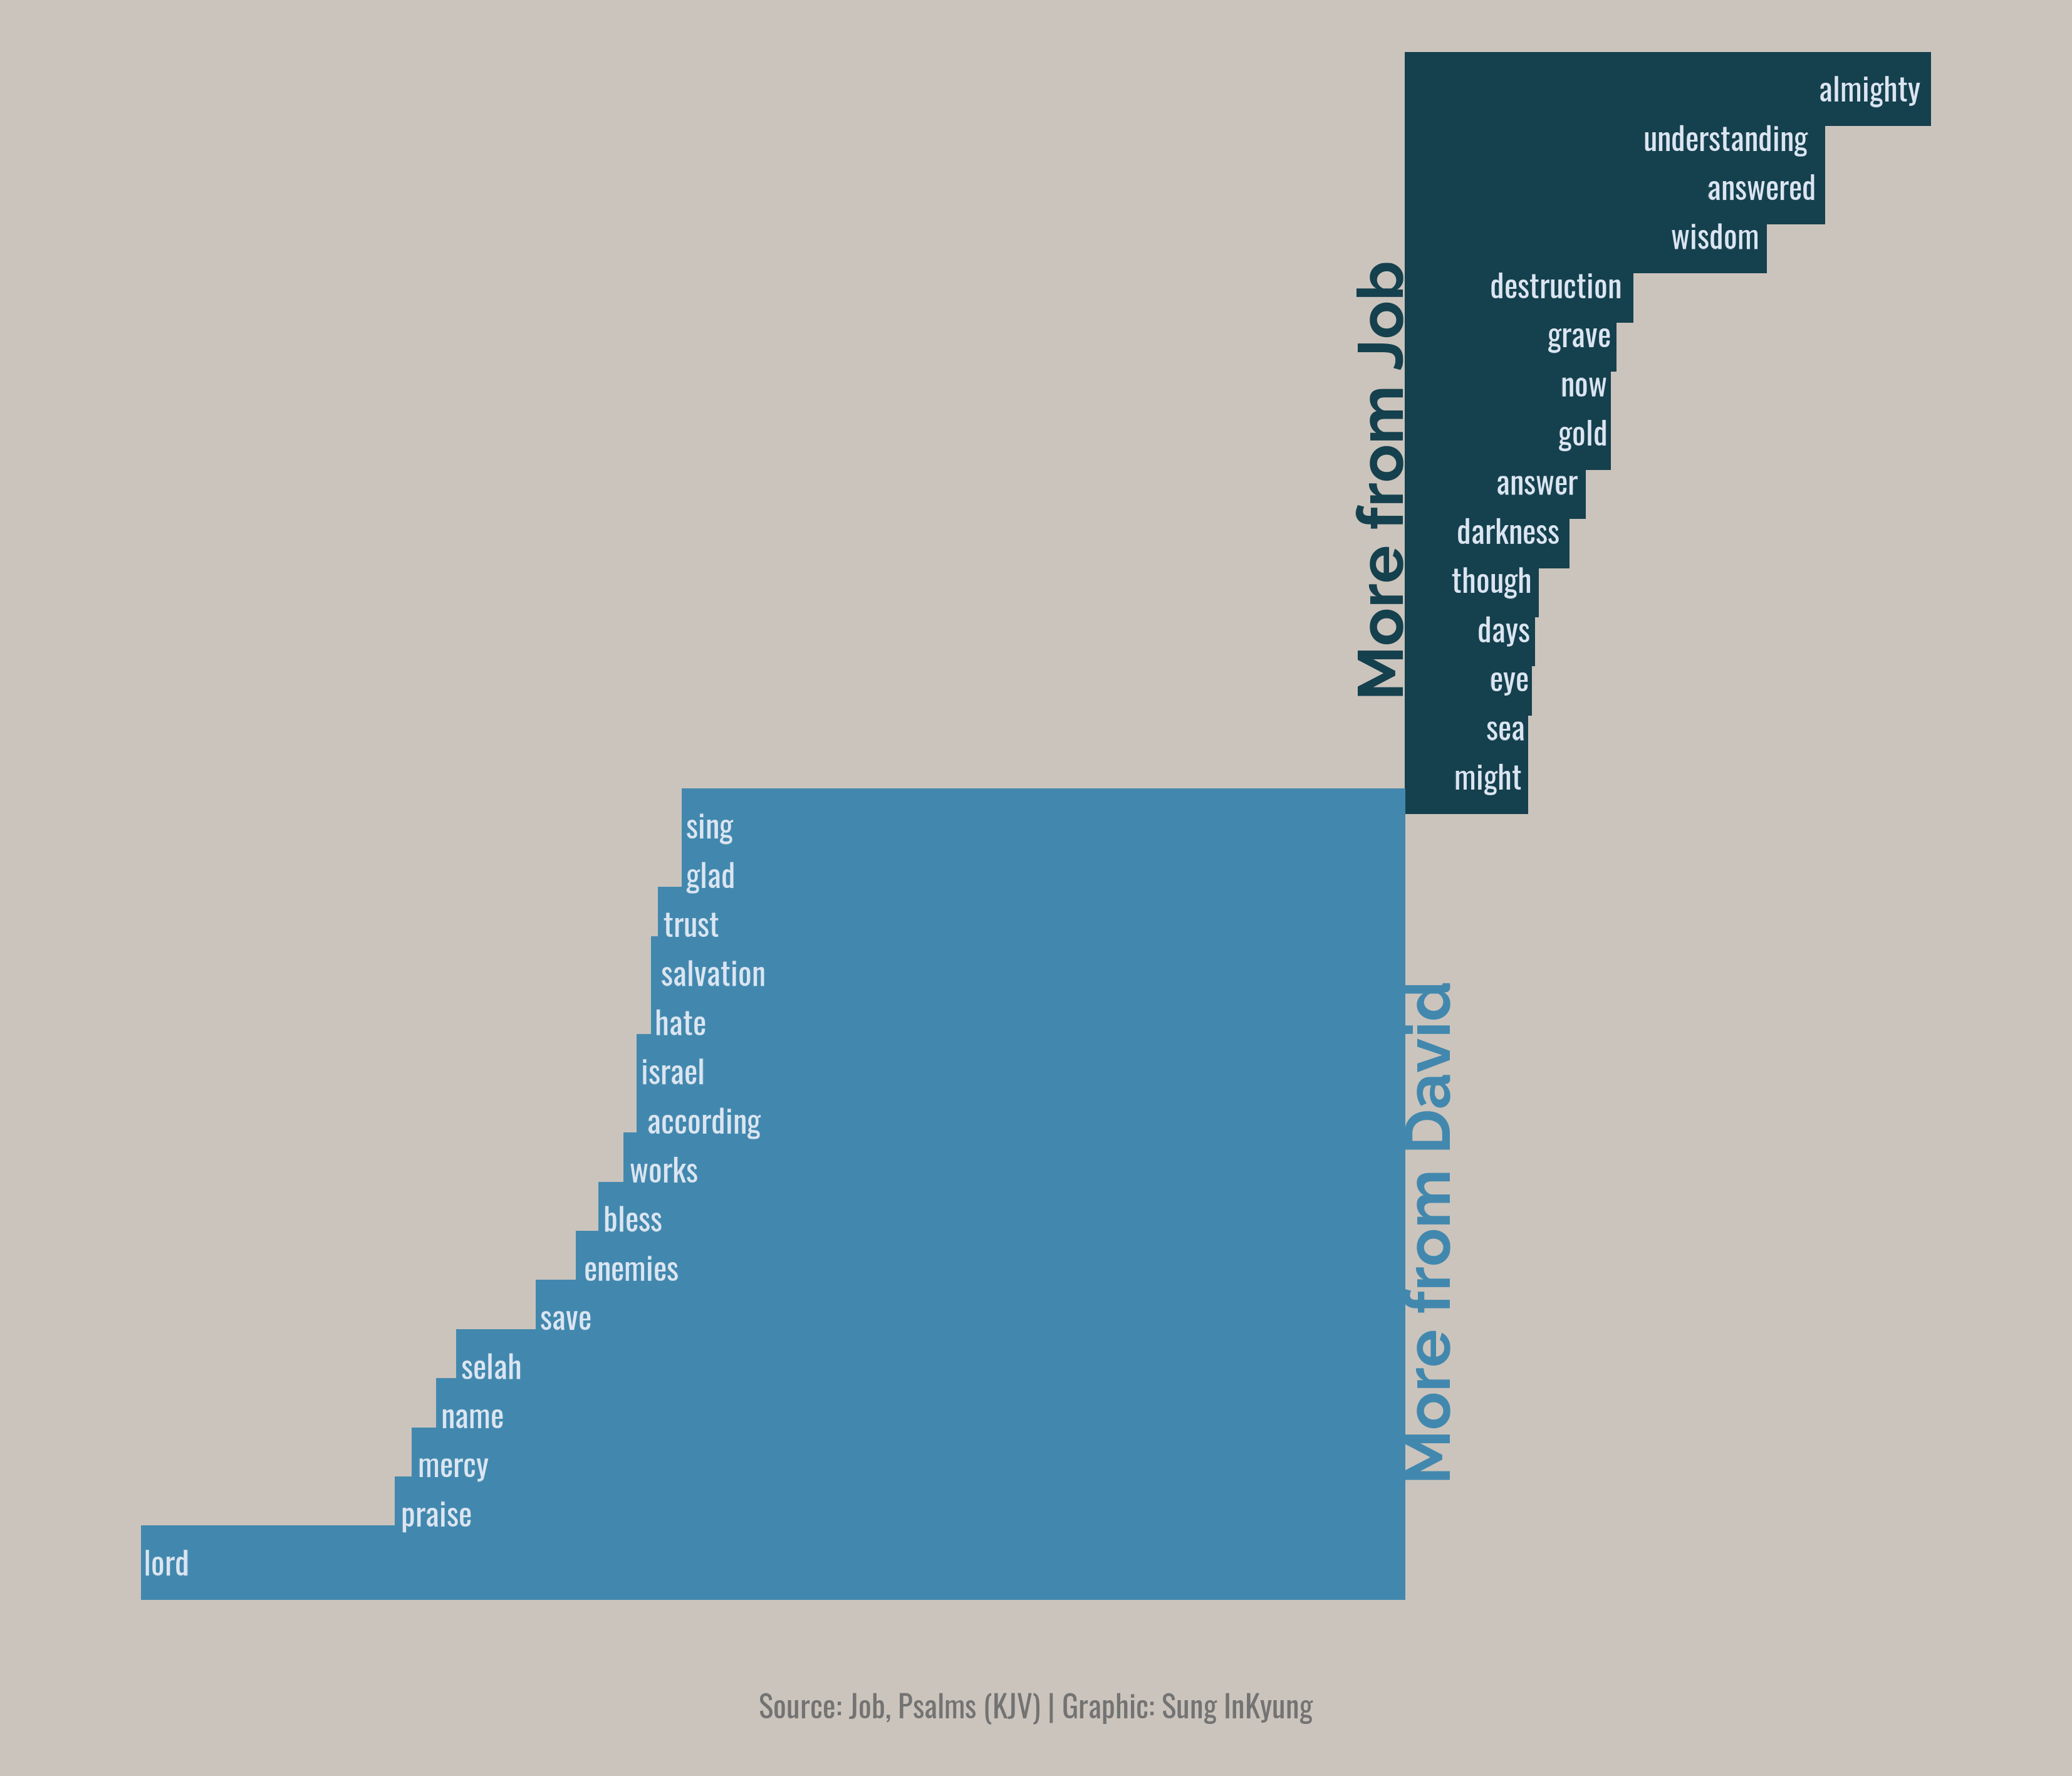 almighty
understanding
answered
wisdom
destruction
grave
now
gold
answer
darkness
though
days
eye
sea
might
More from Job
sing
glad
trust
salvation
hate
israel
according
works
bless
enemies
save
selah
name
mercy
praise
lord
More from David
Source: Job, Psalms (KJV) | Graphic: Sung InKyung